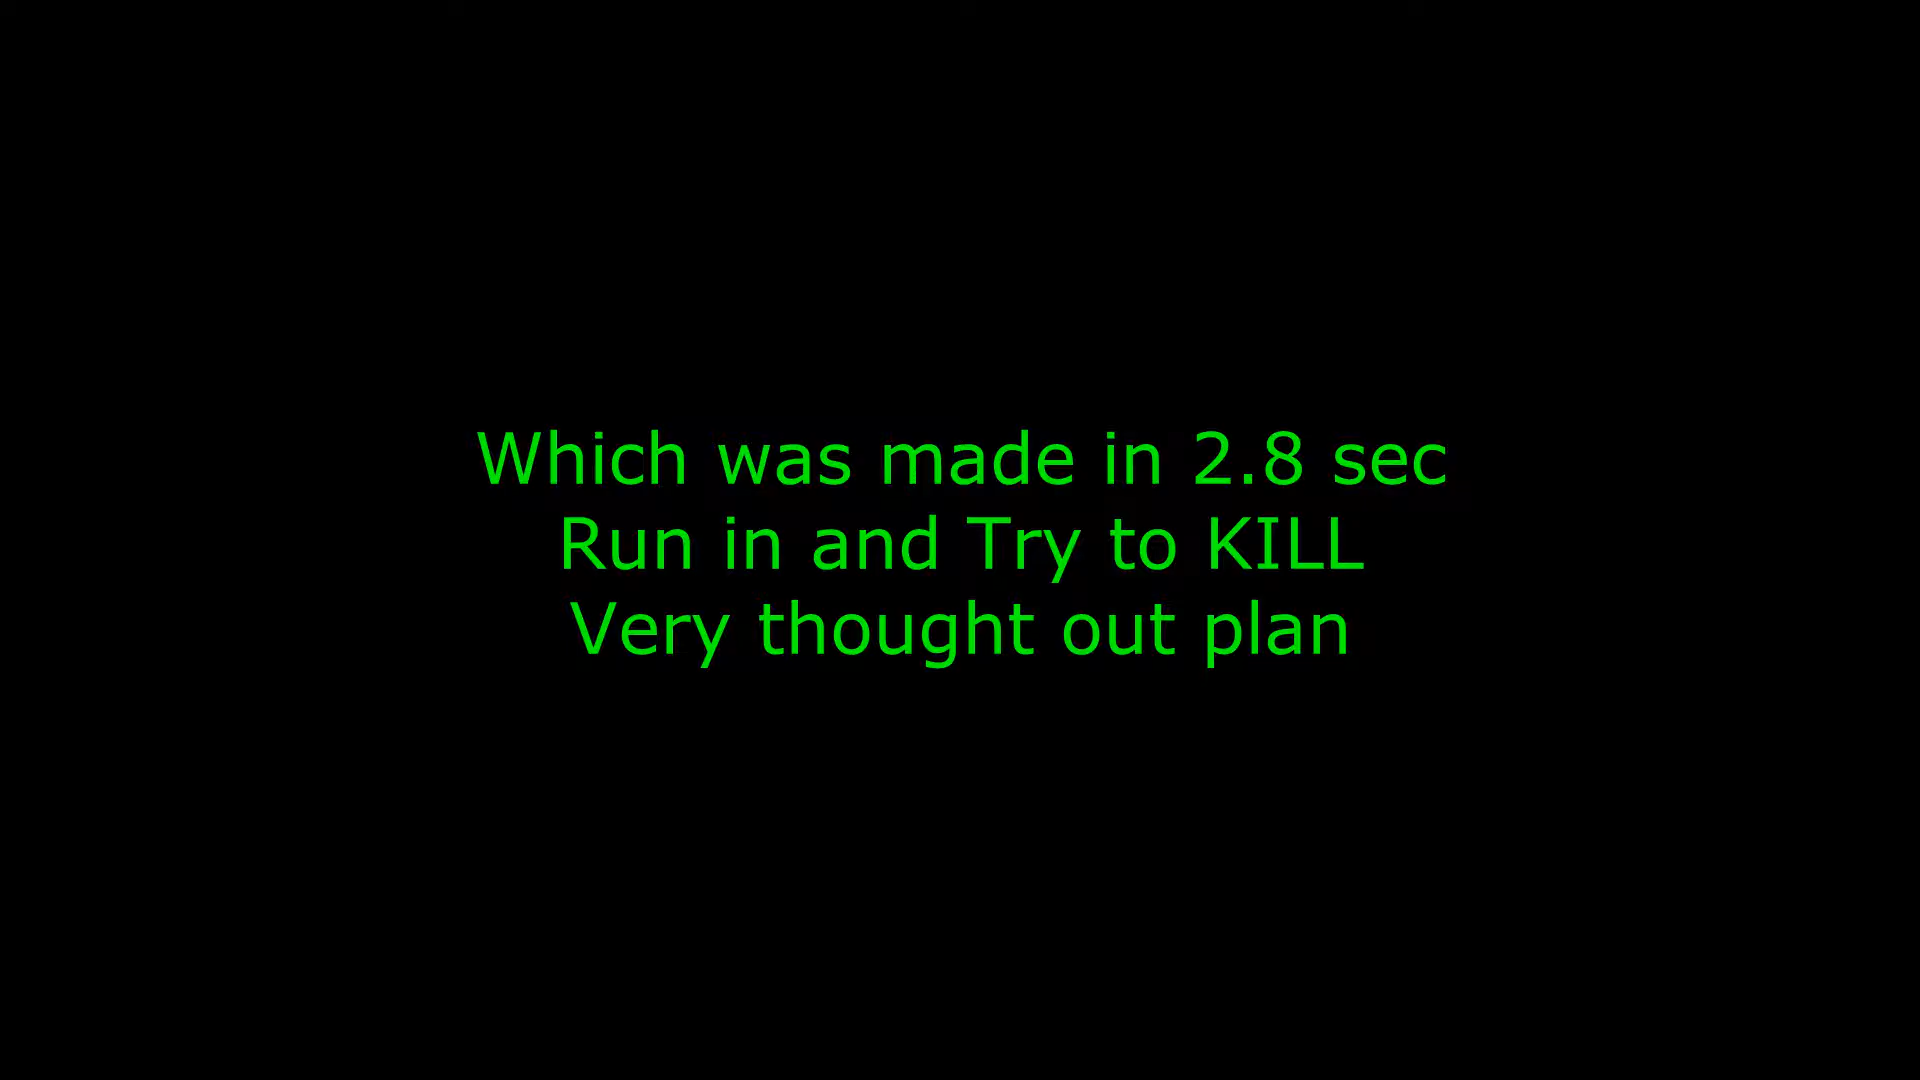 Which was made in 2.8 sec
Run in and Try to KILL
Very thought out plan